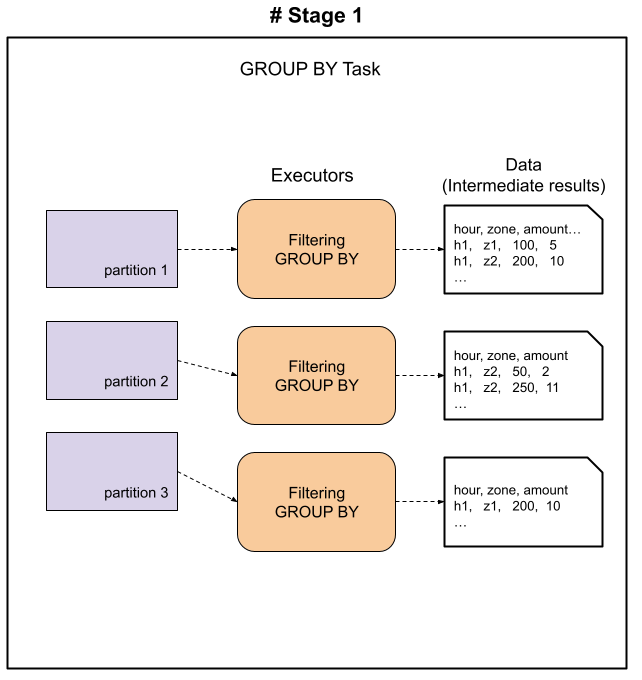 # Stage 1
GROUP BY Task
Executors
Data
(Intermediate results)
partition 1
Filtering
GROUP BY
hour, zone, amount…
h1, z1, 100, 5
h1, z2, 200, 10
…
partition 2
Filtering
GROUP BY
hour, zone, amount
h1, z2, 50, 2
h1, z2, 250, 11
…
partition 3
Filtering
GROUP BY
hour, zone, amount
h1, z1, 200, 10
…